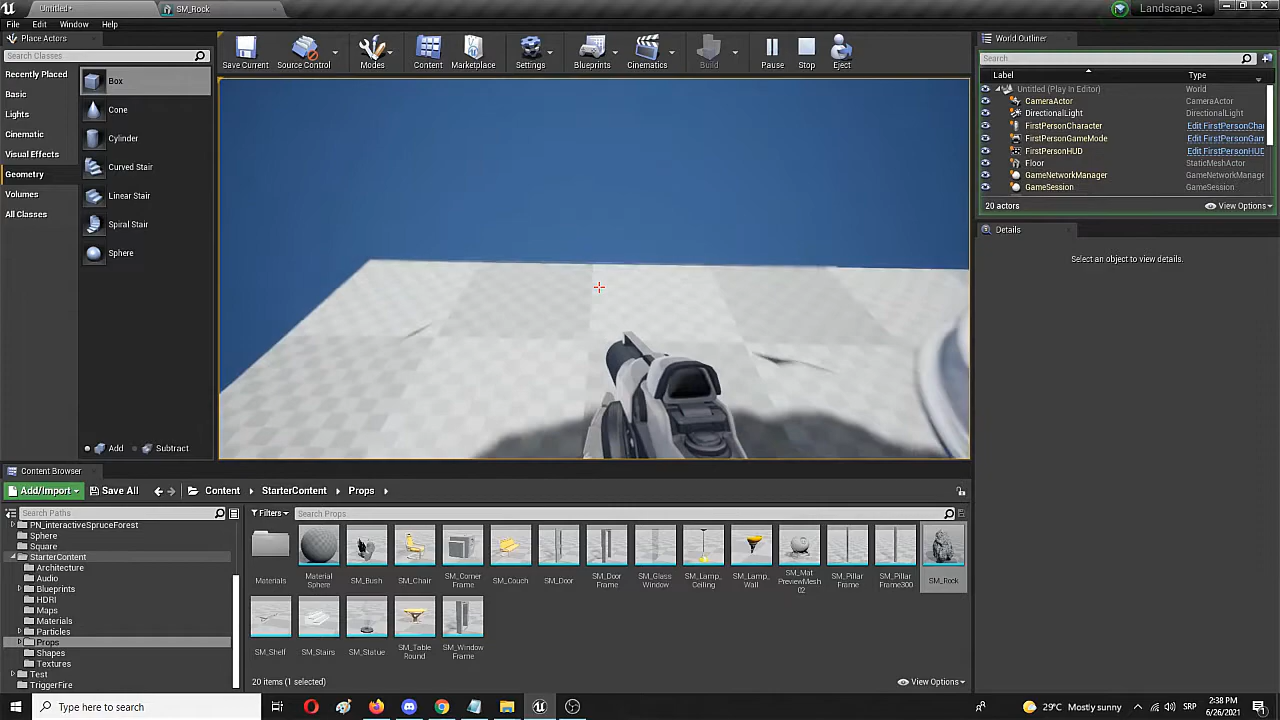 Untitled*
SM_Rock
Landscape_3
File
Edit
Window
Help
Place Actors
Search Classes
Recently Placed
Basic
Lights
Cinematic
Visual Effects
Geometry
Volumes
All Classes
Box
Cone
Cylinder
Curved Stair
Linear Stair
Spiral Stair
Sphere
Add
Subtract
Save Current
Source Control
Modes
Content
Marketplace
Settings
Blueprints
Cinematics
Build
Pause
Stop
Eject
World Outliner
Search
Label
Type
Untitled (Play In Editor)
World
CameraActor
CameraActor
DirectionalLight
DirectionalLight
FirstPersonCharacter
Edit FirstPersonCha
FirstPersonGameMode
Edit FirstPersonGam
FirstPersonHUD
Edit FirstPersonHUD
Floor
StaticMeshActor
GameNetworkManager
GameNetworkManage
GameSession
GameSession
20 actors
View Options
Details
Select an object to view details.
Content Browser
Add/Import
Save All
Content
StarterContent
Props
Search Paths
Filters
Search Props
PN_interactiveSpruceForest
Sphere
Square
StarterContent
Architecture
Audio
Blueprints
HDRI
Maps
Materials
Particles
Props
Shapes
Textures
Test
TriggerFire
Materials
Material
Sphere
SM_Bush
SM_Chair
SM_Corner
Frame
SM_Couch
SM_Door
SM_Door
Frame
SM_Glass
Window
SM_Lamp_
Ceiling
SM_Lamp_
Wall
SM_Mat
PreviewMesh
02
SM_Pillar
Frame
SM_Pillar
Frame300
SM_Rock
SM_Shelf
SM_Stairs
SM_Statue
SM_Table
Round
SM_Window
Frame
20 items (1 selected)
View Options
Type here to search
29°C Mostly sunny
SRP
2:38 PM
6/26/2021